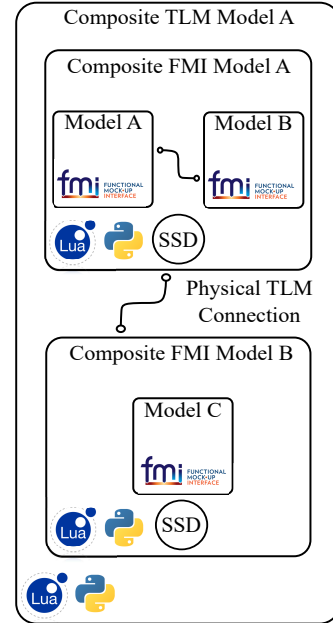 Composite TLM Model A
Composite FMI Model A
Model A
Model B
fmi FUNCTIONAL MOCK-UP INTERFACE
fmi FUNCTIONAL MOCK-UP INTERFACE
Lua
SSD
Physical TLM
Connection
Composite FMI Model B
Model C
fmi FUNCTIONAL MOCK-UP INTERFACE
Lua
SSD
Lua